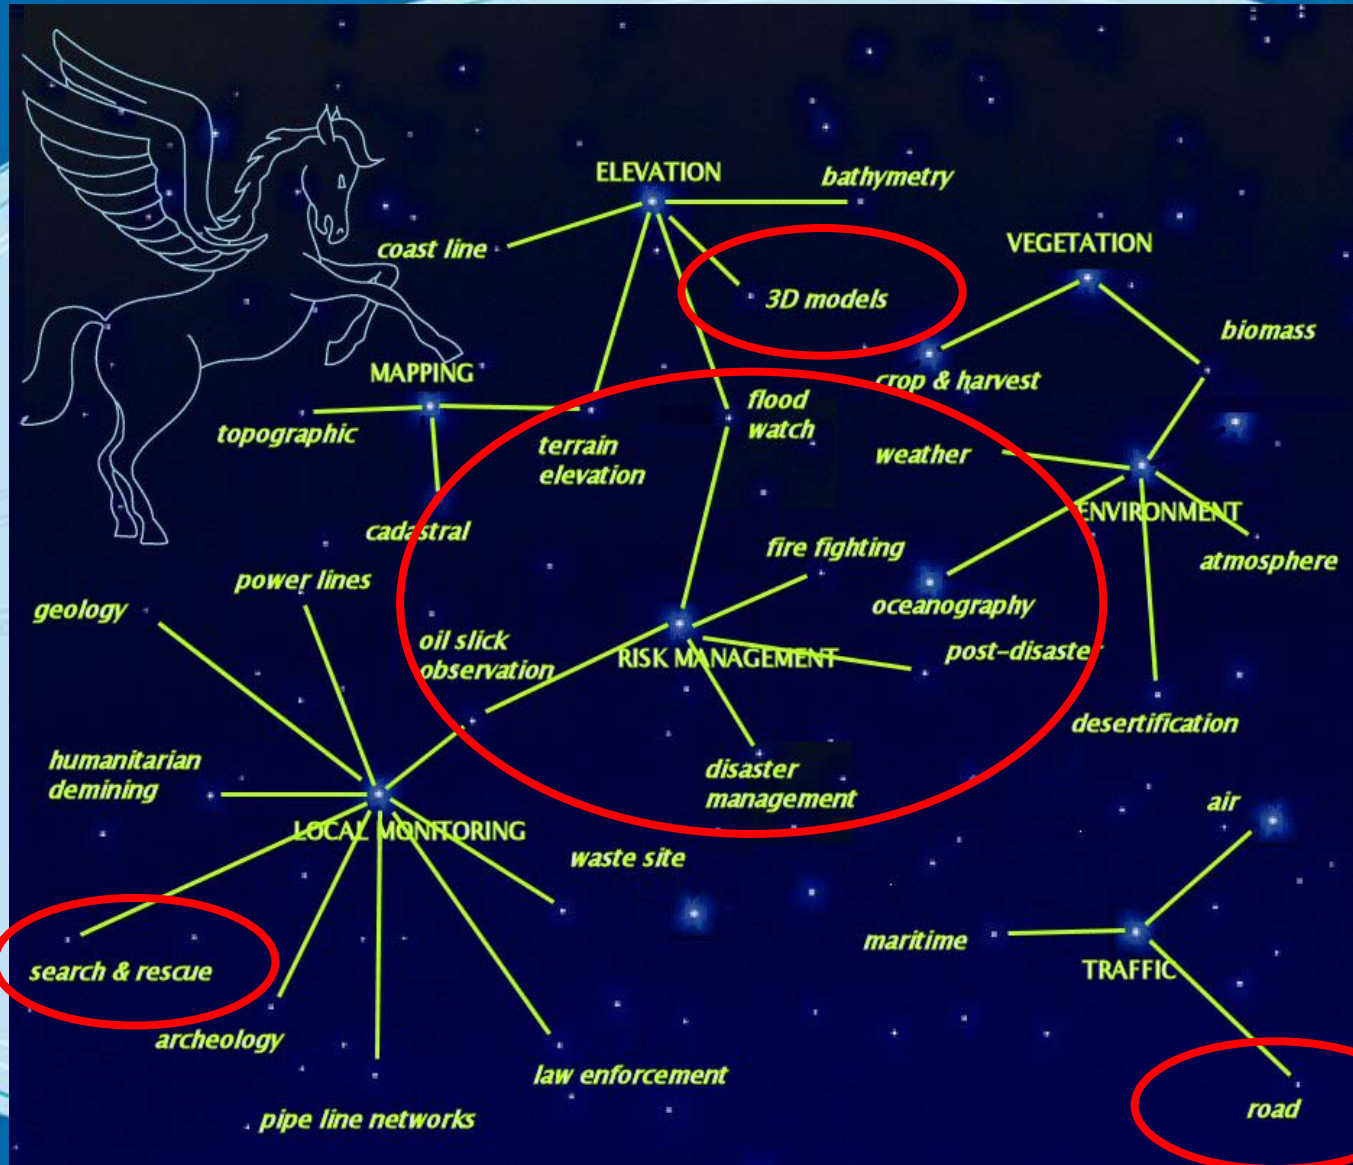 ELEVATION
bathymetry
coast line
3D models
VEGETATION
biomass
crop & harvest
MAPPING
topographic
terrain
elevation
flood
watch
weather
ENVIRONMENT
cadastral
fire fighting
atmosphere
power lines
geology
oceanography
oil slick
observation
RISK MANAGEMENT
post-disaster
desertification
humanitarian
demining
disaster
management
air
LOCAL MONITORING
waste site
maritime
TRAFFIC
search & rescue
archeology
law enforcement
pipe line networks
road